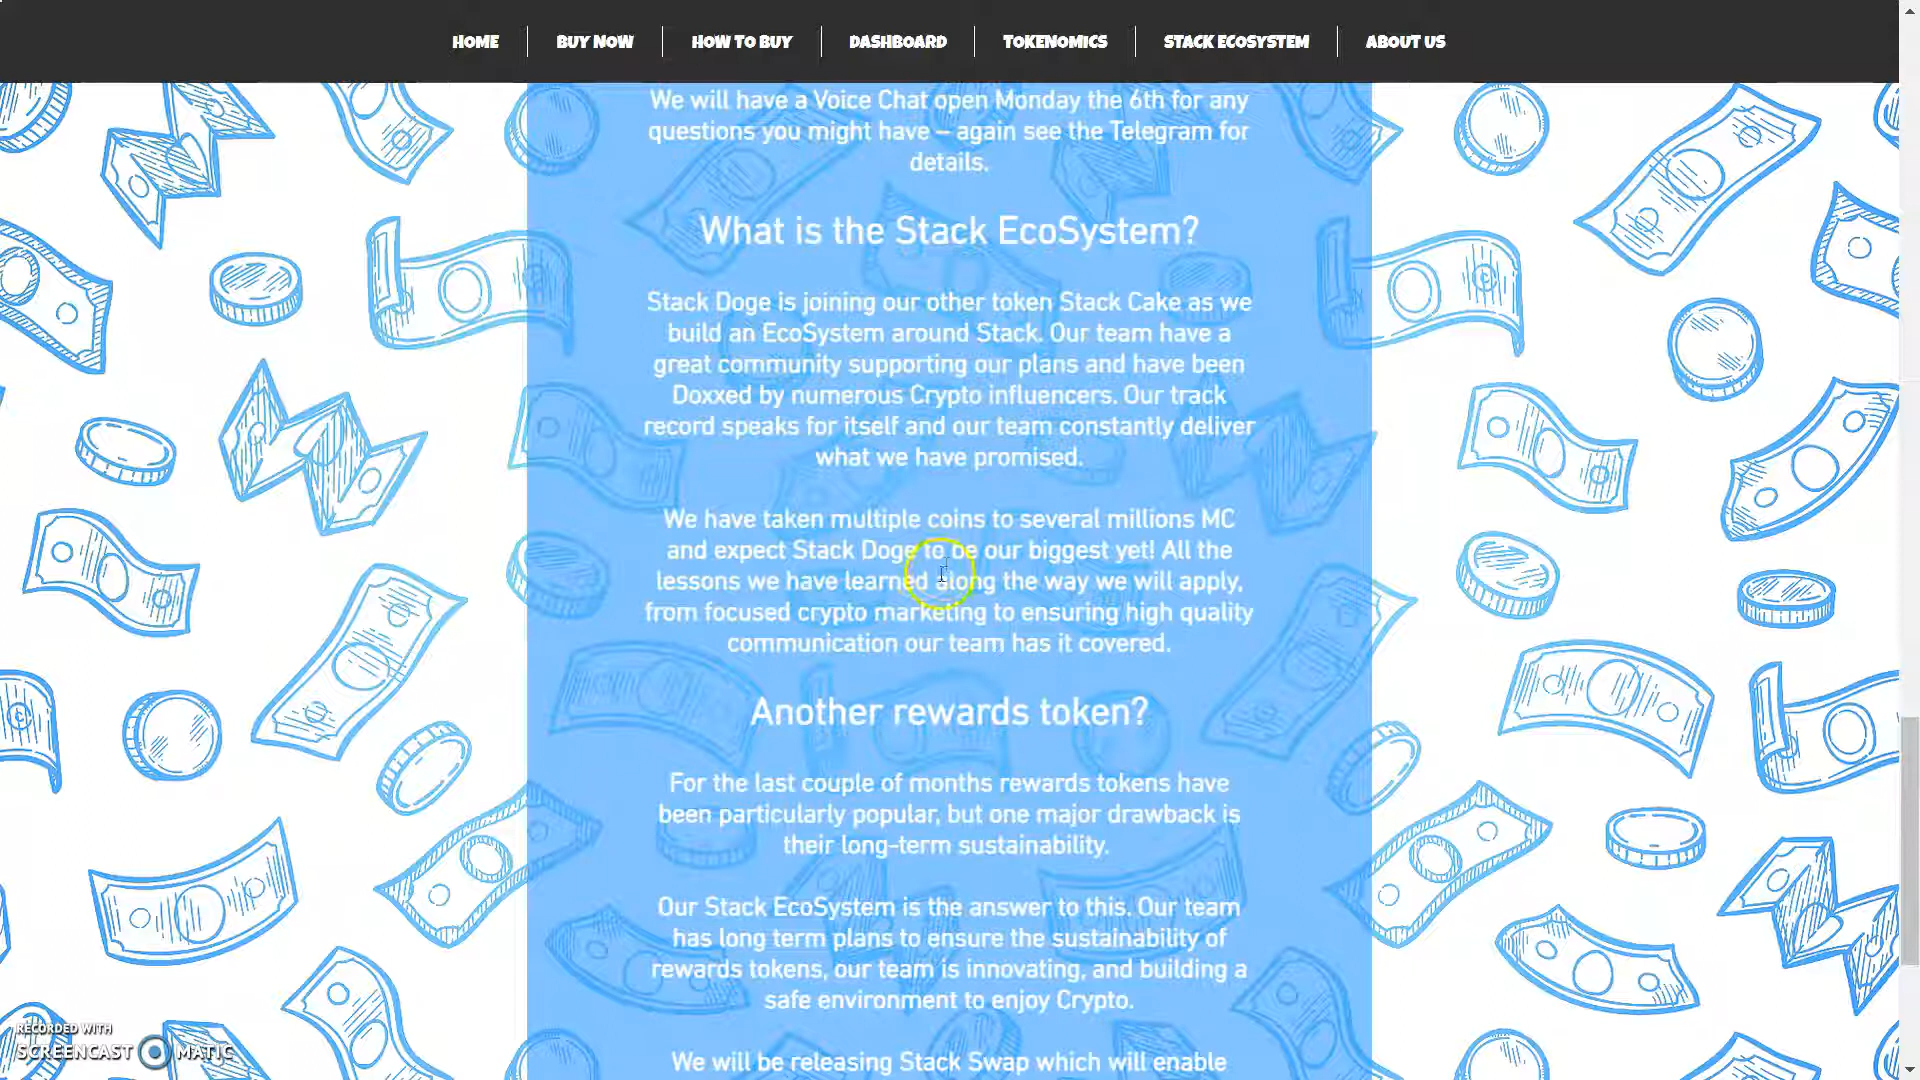 HOME
BUY NOW
HOW TO BUY
DASHBOARD
TOKENOMICS
STACK ECOSYSTEM
ABOUT US
We will have a Voice Chat open Monday the 6th for any
questions you might have – again see the Telegram for
details.
What is the Stack EcoSystem?
Stack Doge is joining our other token Stack Cake as we
build an EcoSystem around Stack. Our team have a
great community supporting our plans and have been
Doxxed by numerous Crypto influencers. Our track
record speaks for itself and our team constantly deliver
what we have promised.
We have taken multiple coins to several millions MC
and expect Stack Doge to be our biggest yet! All the
lessons we have learned along the way we will apply,
from focused crypto marketing to ensuring high quality
communication our team has it covered.
Another rewards token?
For the last couple of months rewards tokens have
been particularly popular, but one major drawback is
their long-term sustainability.
Our Stack EcoSystem is the answer to this. Our team
has long term plans to ensure the sustainability of
rewards tokens, our team is innovating, and building a
safe environment to enjoy Crypto.
We will be releasing Stack Swap which will enable
RECORDED WITH
SCREENCAST MATIC